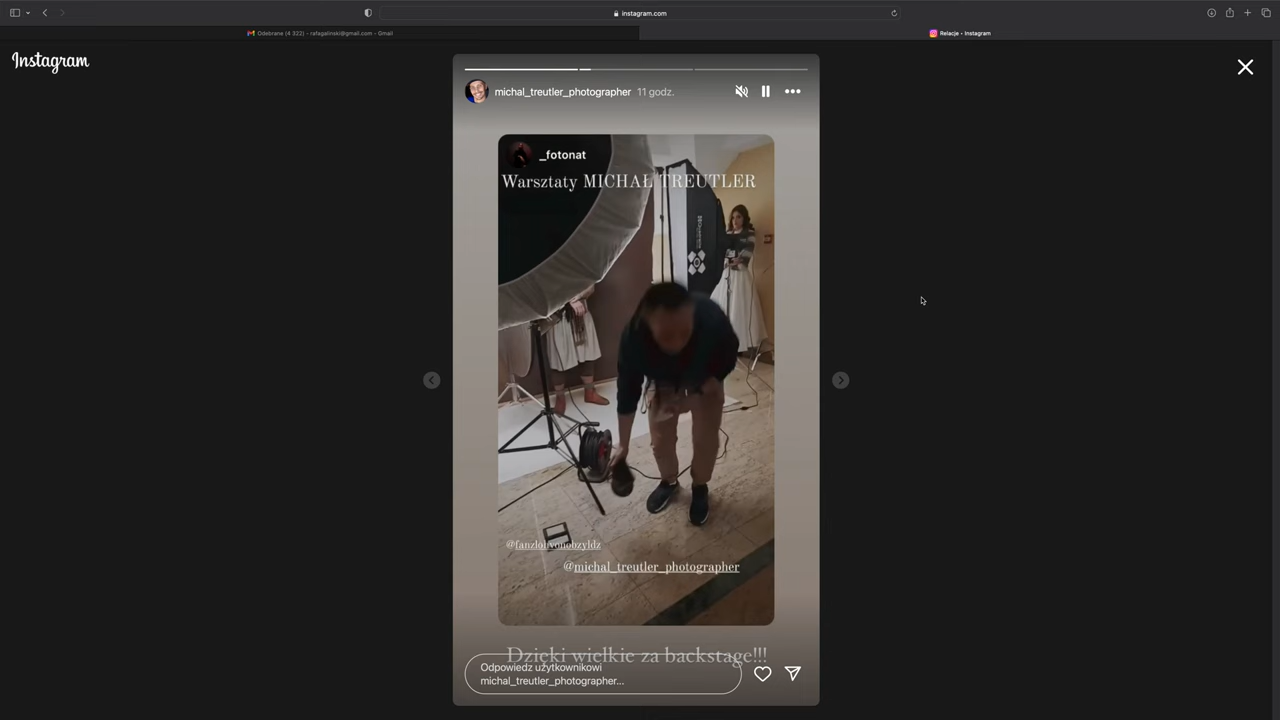 instagram.com
Odebrane (4 322) – rafagalinski@gmail.com – Gmail
Relacje • Instagram
Instagram
michal_treutler_photographer 11 godz.
_fotonat
Warsztaty MICHAŁ TREUTLER
@michal_treutler_photographer
Dzięki wielkie za backstage!!!
Odpowiedz użytkownikowi
michal_treutler_photographer...